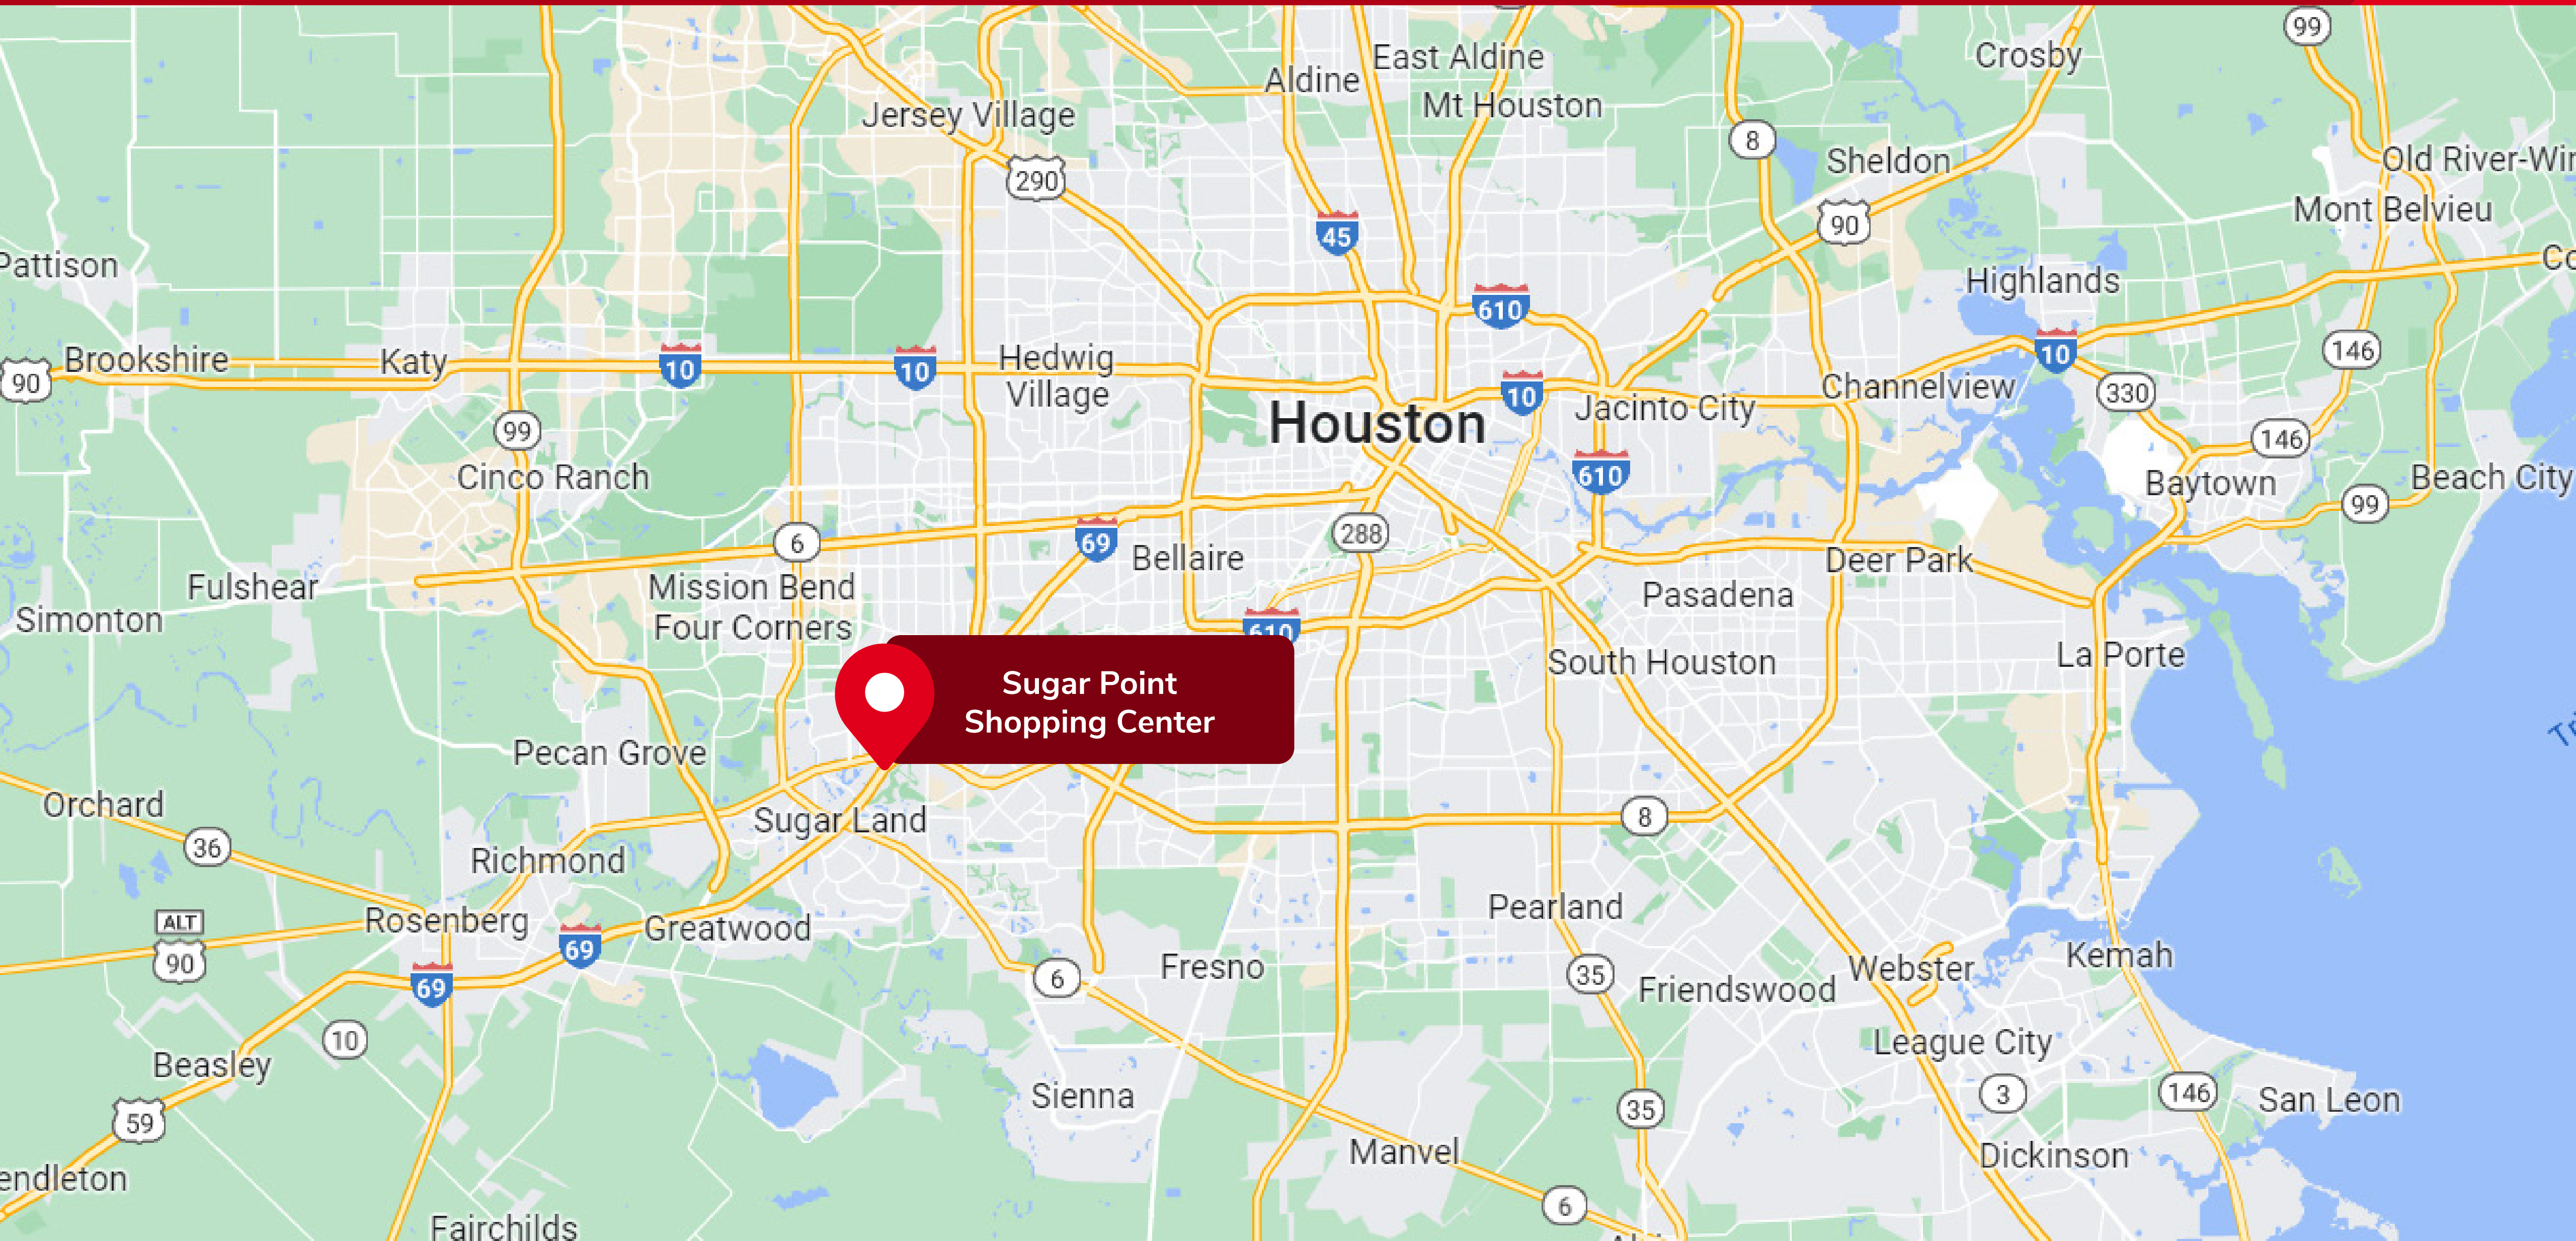 99
Crosby
East Aldine
Aldine
Mt Houston
Jersey Village
8
Sheldon
Old River-Win
290
Mont Belvieu
90
45
Pattison
Highlands
610
10
146
Brookshire
Katy
10
10
Hedwig
Village
90
Channelview
330
10
Jacinto City
Houston
99
146
Cinco Ranch
610
Baytown
Beach City
99
6
69
288
Bellaire
Deer Park
Fulshear
Mission Bend
Pasadena
Simonton
Four Corners
610
South Houston
La Porte
Sugar Point
Shopping Center
Pecan Grove
Orchard
Sugar Land
8
36
Richmond
Pearland
Rosenberg
ALT
90
Greatwood
69
69
6
Fresno
35
Friendswood
Webster
Kemah
10
League City
Beasley
Sienna
3
146
San Leon
59
35
Manvel
Dickinson
endleton
6
Fairchilds